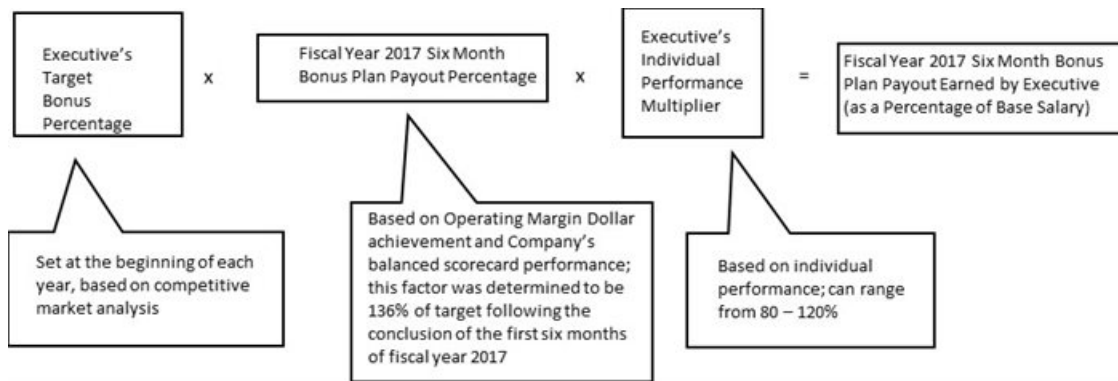 Executive's
Target
Bonus
Percentage
x
Fiscal Year 2017 Six Month
Bonus Plan Payout Percentage
x
Executive's
Individual
Performance
Multiplier
=
Fiscal Year 2017 Six Month Bonus
Plan Payout Earned by Executive
(as a Percentage of Base Salary)
Set at the beginning of each
year, based on competitive
market analysis
Based on Operating Margin Dollar
achievement and Company's
balanced scorecard performance;
this factor was determined to be
136% of target following the
conclusion of the first six months
of fiscal year 2017
Based on individual
performance; can range
from 80 – 120%